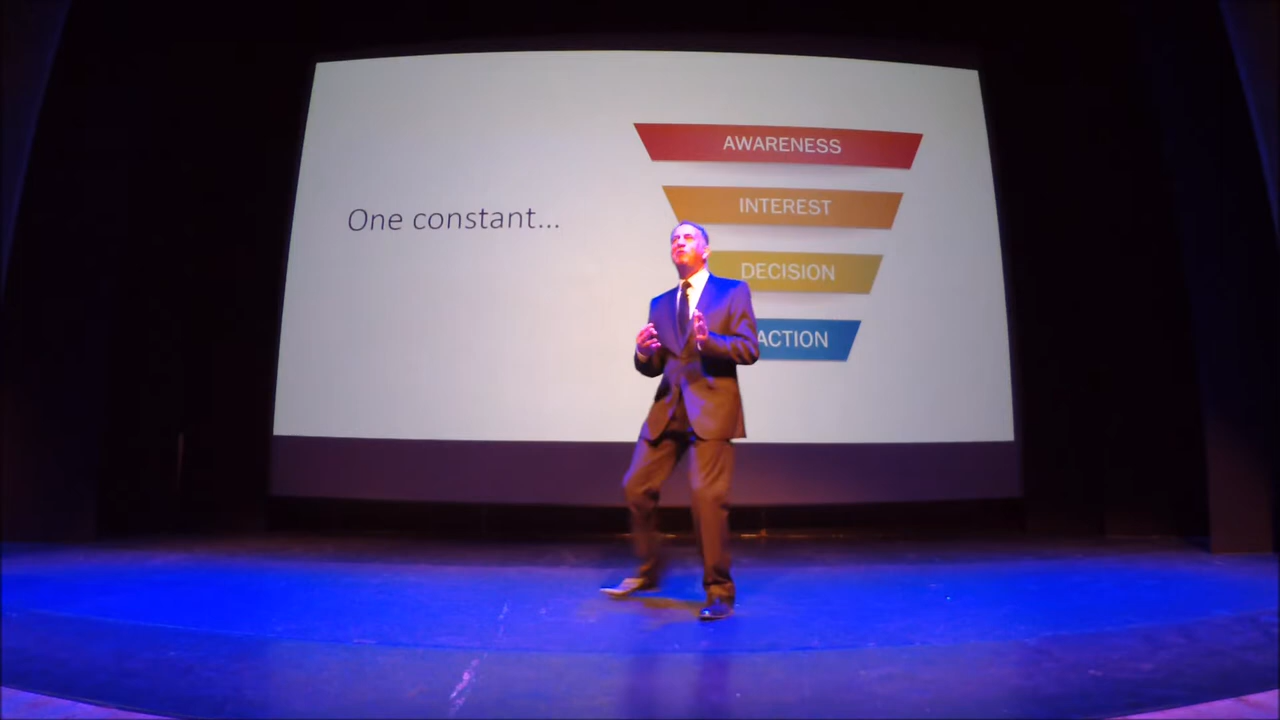 One constant...
AWARENESS
INTEREST
DECISION
ACTION